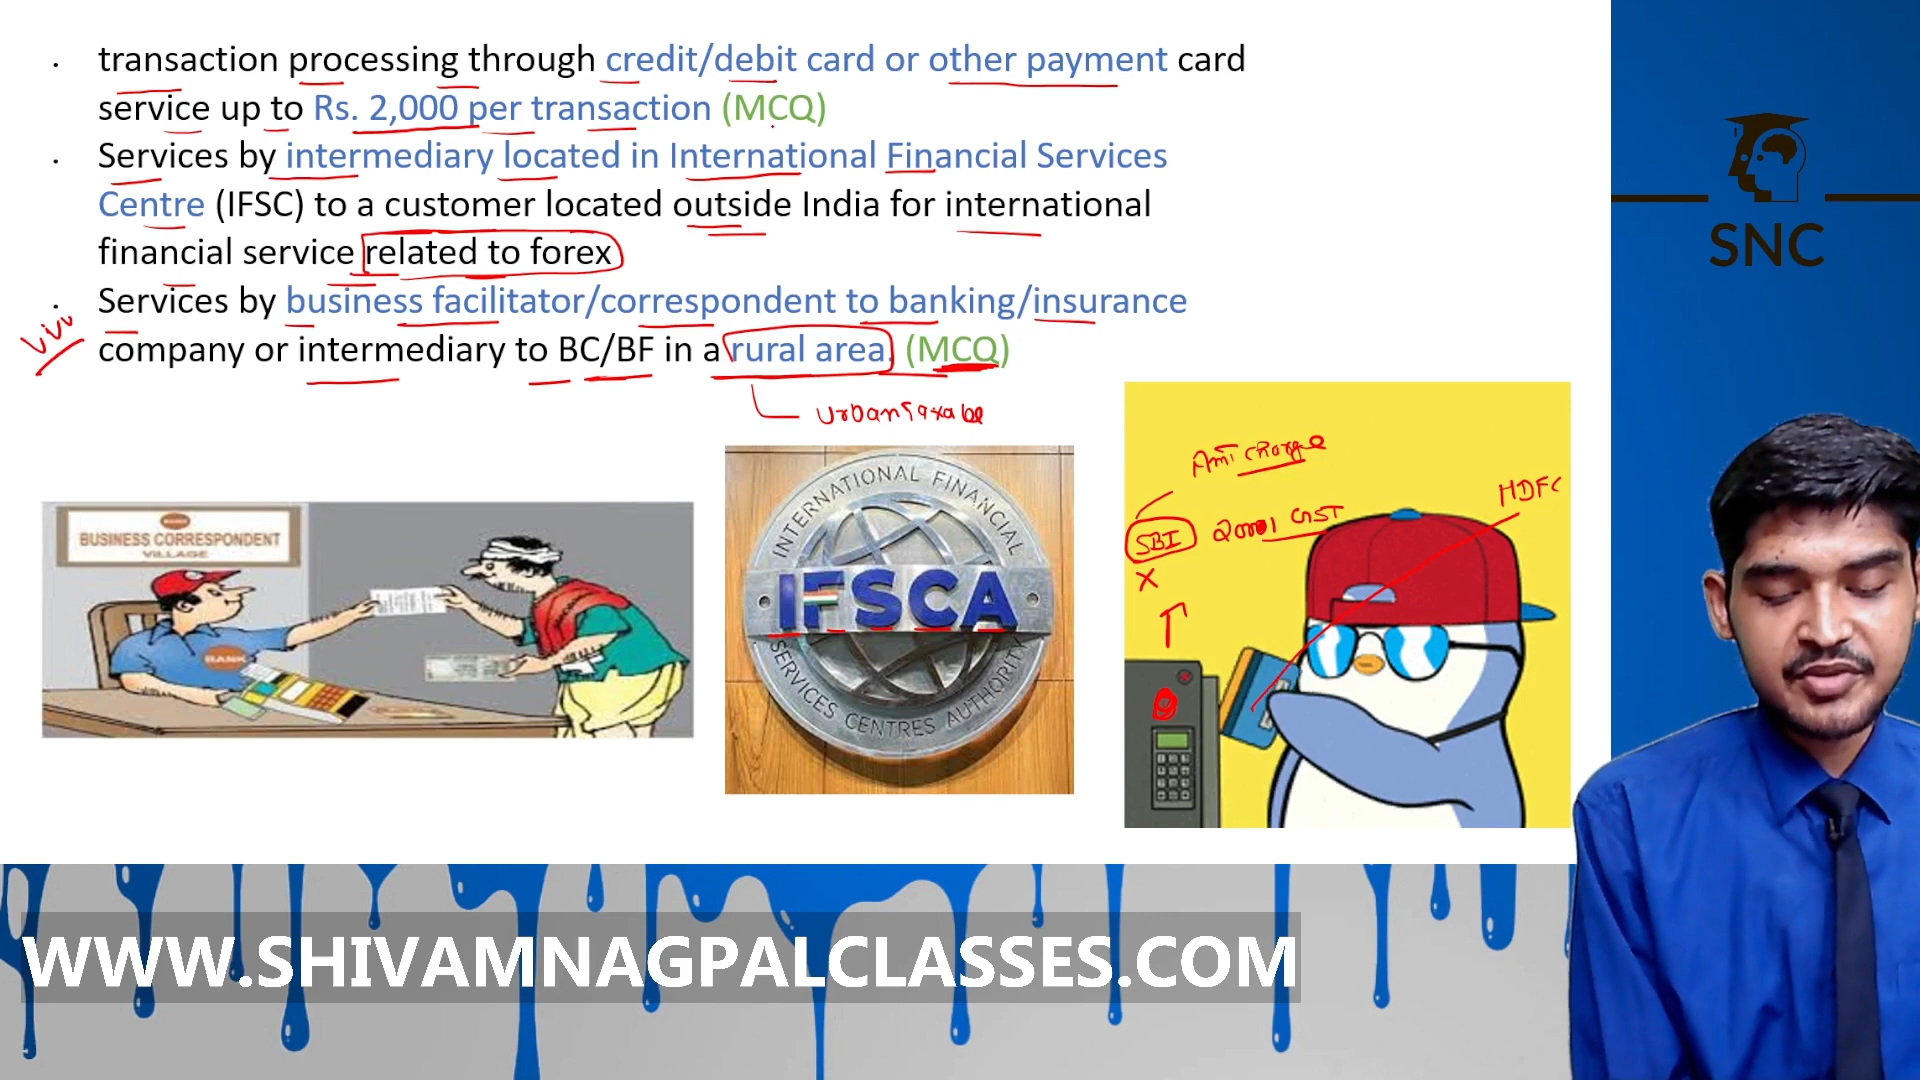 transaction processing through credit/debit card or other payment card
service up to Rs. 2,000 per transaction (MCQ)
Services by intermediary located in International Financial Services
Centre (IFSC) to a customer located outside India for international
financial service related to forex
Services by business facilitator/correspondent to banking/insurance
company or intermediary to BC/BF in a rural area. (MCQ)
urban taxable
BANK
BUSINESS CORRESPONDENT
VILLAGE
BANK
INTERNATIONAL FINANCIAL
IFSCA
SERVICES CENTRES AUTHORITY
charge
HDFC
SBI GST
X
SNC
WWW.SHIVAMNAGPALCLASSES.COM